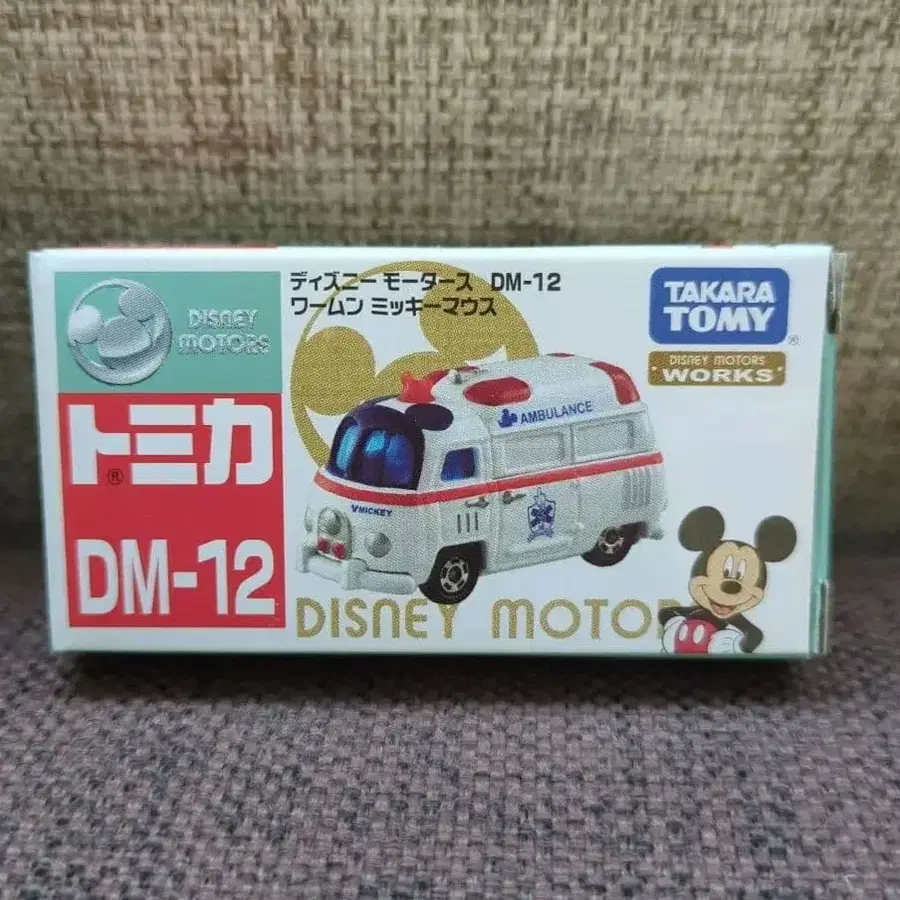 ディズニー モータース DM-12
ワームン ミッキーマウス
DISNEY
MOTORS
トミカ
®
DM-12
TAKARA
TOMY
®
DISNEY MOTORS
WORKS
AMBULANCE
VMICKEY
DISNEY MOTOR